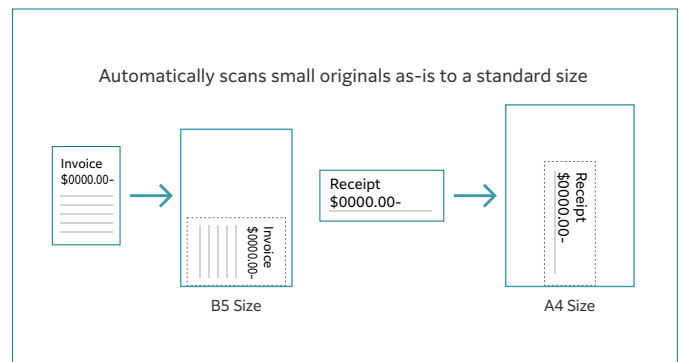 Automatically scans small originals as-is to a standard size
Invoice
$0000.00-
Invoice
$0000.00-
B5 Size
Receipt
$0000.00-
Receipt
$0000.00-
A4 Size